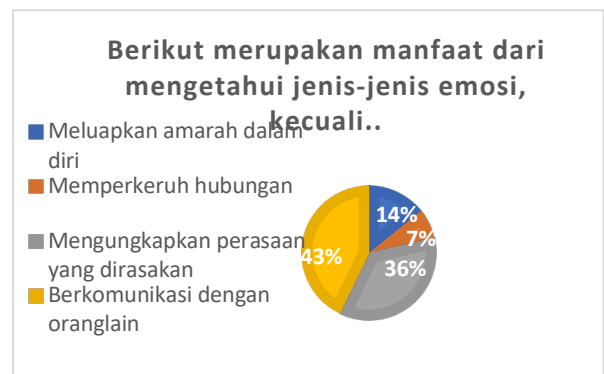 Berikut merupakan manfaat dari
mengetahui jenis-jenis emosi,
kecuali..
Meluapkan amarah dalam
diri
Memperkeruh hubungan
Mengungkapkan perasaan
yang dirasakan
Berkomunikasi dengan
oranglain
14%
7%
36%
43%